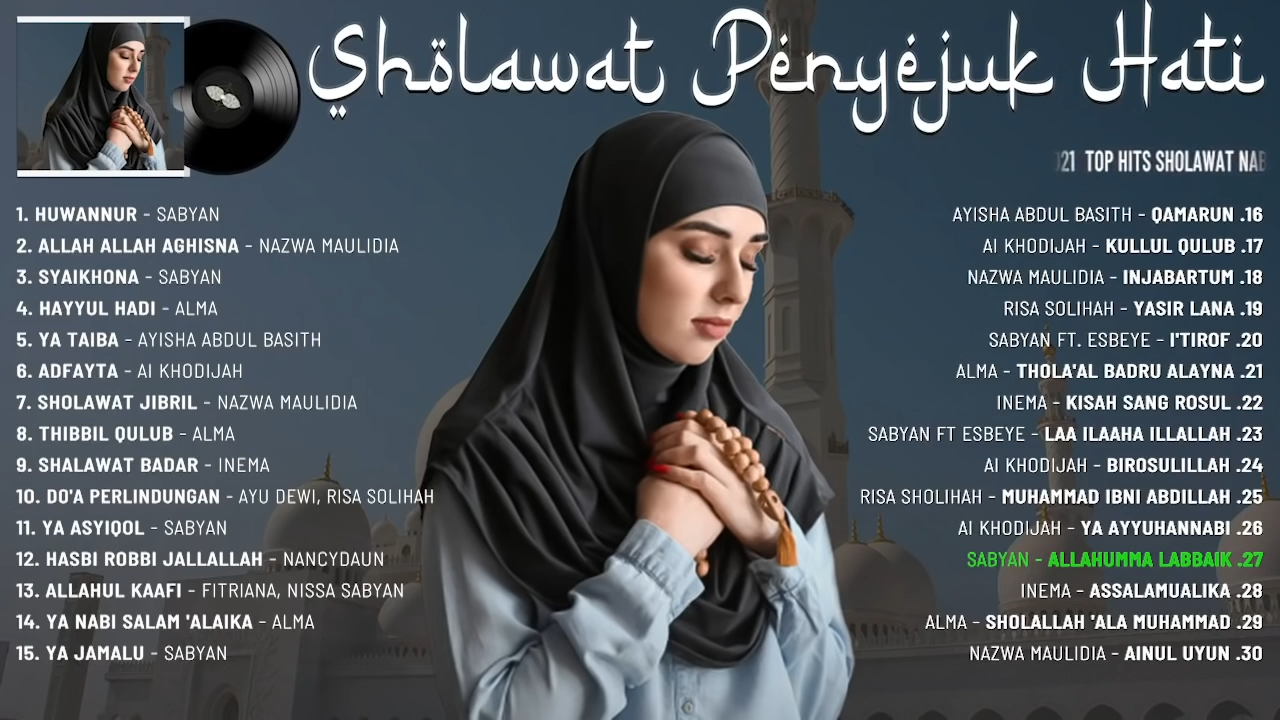 Sholawat Penyejuk Hati
21 TOP HITS SHOLAWAT
1. HUWANNUR - SABYAN
2. ALLAH ALLAH AGHISNA - NAZWA MAULIDIA
3. SYAIKHONA - SABYAN
4. HAYYUL HADI - ALMA
5. YA TAIBA - AYISHA ABDUL BASITH
6. ADFAYTA - AI KHODIJAH
7. SHOLAWAT JIBRIL - NAZWA MAULIDIA
8. THIBBIL QULUB - ALMA
9. SHALAWAT BADAR - INEMA
10. DO'A PERLINDUNGAN - AYU DEWI, RISA SOLIHAH
11. YA ASYIQOL - SABYAN
12. HASBI ROBBI JALLALLAH - NANCYDAUN
13. ALLAHUL KAAFI - FITRIANA, NISSA SABYAN
14. YA NABI SALAM 'ALAIKA - ALMA
15. YA JAMALU - SABYAN
AYISHA ABDUL BASITH - QAMARUN .16
AI KHODIJAH - KULLUL QULUB .17
NAZWA MAULIDIA - INJABARTUM .18
RISA SOLIHAH - YASIR LANA .19
SABYAN FT. ESBEYE - I'TIROF .20
ALMA - THOLA'AL BADRU ALAYNA .21
INEMA - KISAH SANG ROSUL .22
SABYAN FT ESBEYE - LAA ILAAHA ILLALLAH .23
AI KHODIJAH - BIROSULILLAH .24
RISA SHOLIHAH - MUHAMMAD IBNI ABDILLAH .25
AI KHODIJAH - YA AYYUHANNABI .26
SABYAN - ALLAHUMMA LABBAIK .27
INEMA - ASSALAMUALIKA .28
ALMA - SHOLALLAH 'ALA MUHAMMAD .29
NAZWA MAULIDIA - AINUL UYUN .30